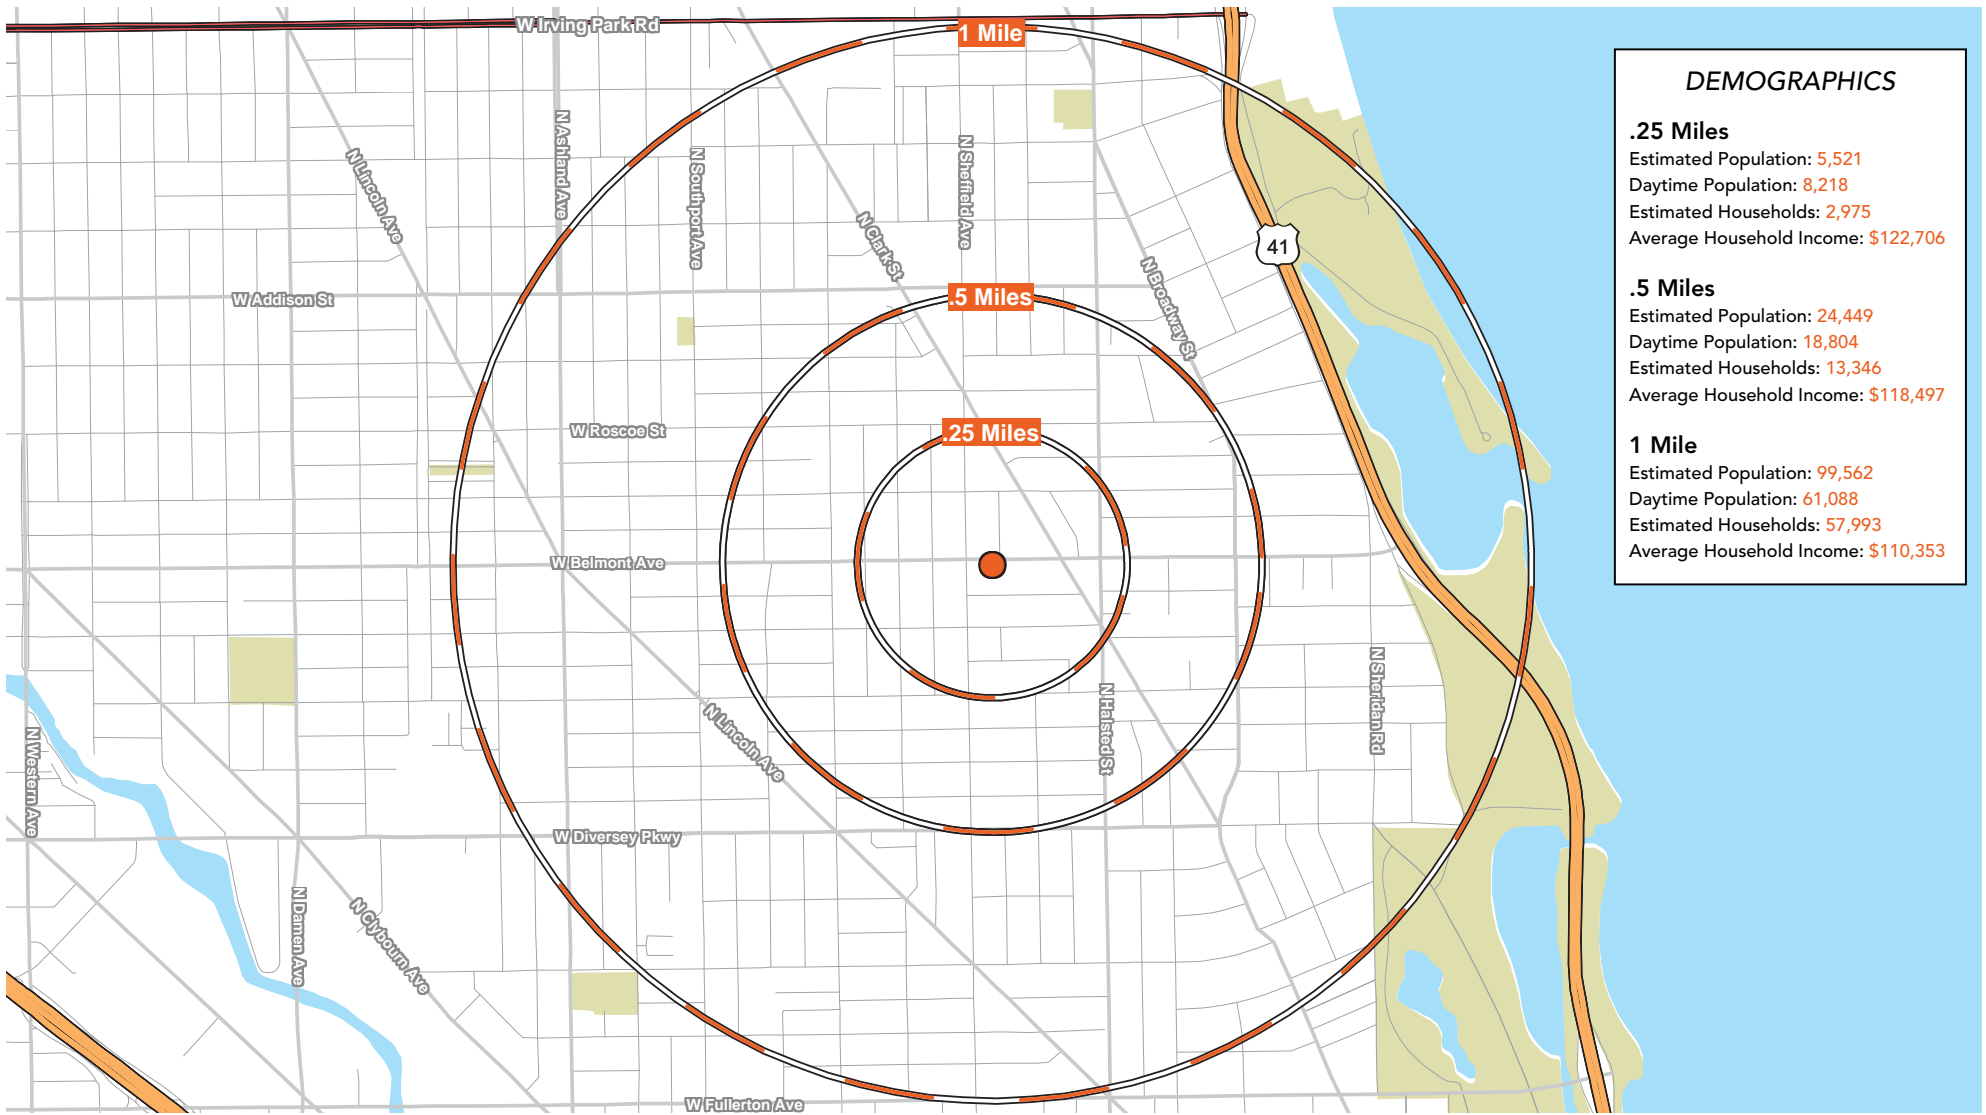 W Irving Park Rd
1 Mile
DEMOGRAPHICS
.25 Miles
Estimated Population: 5,521
Daytime Population: 8,218
Estimated Households: 2,975
Average Household Income: $122,706
.5 Miles
Estimated Population: 24,449
Daytime Population: 18,804
Estimated Households: 13,346
Average Household Income: $118,497
1 Mile
Estimated Population: 99,562
Daytime Population: 61,088
Estimated Households: 57,993
Average Household Income: $110,353
N Lincoln Ave
N Ashland Ave
N Southport Ave
N Clark St
N Sheffield Ave
N Broadway St
41
W Addison St
.5 Miles
W Roscoe St
.25 Miles
W Belmont Ave
N Lincoln Ave
N Halsted St
N Sheridan Rd
N Western Ave
W Diversey Pkwy
N Damen Ave
N Clybourn Ave
W Fullerton Ave